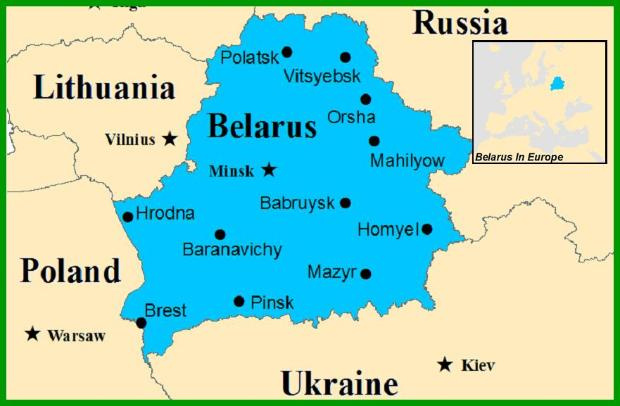 Russia
Polatsk
Vitsyebsk
Lithuania
Orsha
Belarus
Vilnius
Mahilyow
Belarus In Europe
Minsk
Babruysk
Hrodna
Homyel
Baranavichy
Poland
Mazyr
Pinsk
Brest
Warsaw
Kiev
Ukraine